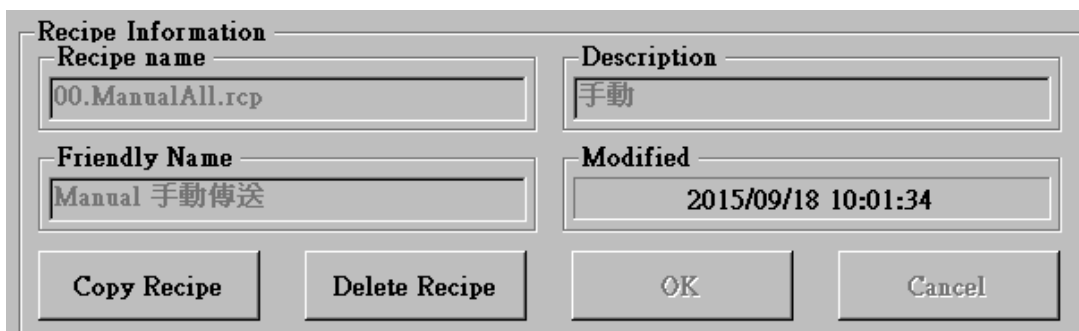 Recipe Information
Recipe name
Description
00.ManualAll.rcp
手動
Friendly Name
Modified
Manual 手動傳送
2015/09/18 10:01:34
Copy Recipe
Delete Recipe
OK
Cancel